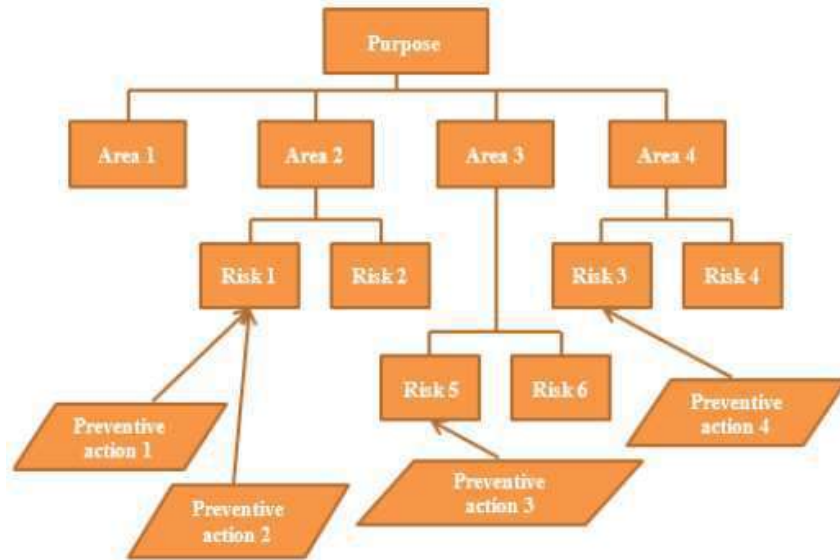 Purpose
Area 1
Area 2
Area 3
Area 4
Risk 1
Risk 2
Risk 3
Risk 4
Risk 5
Risk 6
Preventive
action 1
Preventive
action 2
Preventive
action 3
Preventive
action 4